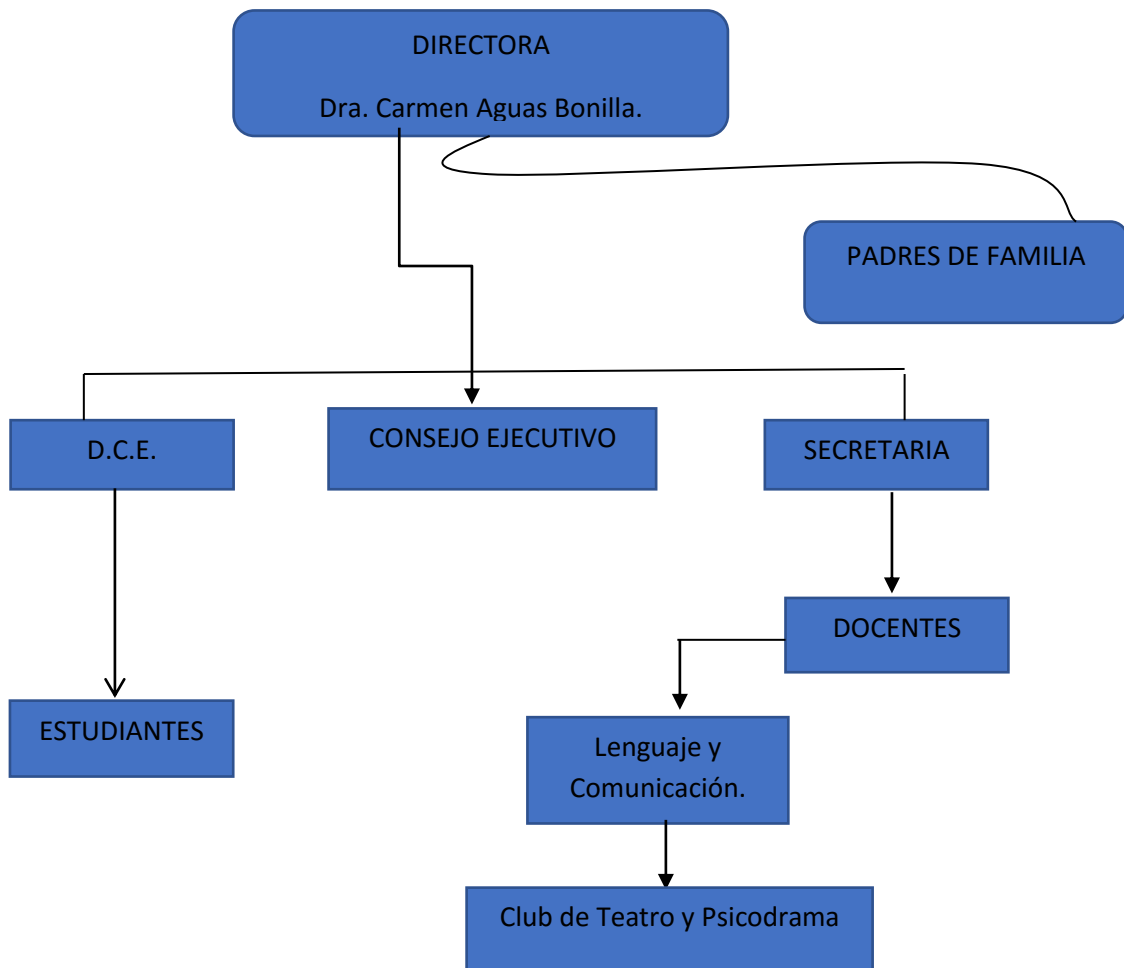 DIRECTORA
Dra. Carmen Aguas Bonilla.
PADRES DE FAMILIA
D.C.E.
CONSEJO EJECUTIVO
SECRETARIA
DOCENTES
ESTUDIANTES
Lenguaje y
Comunicación.
Club de Teatro y Psicodrama